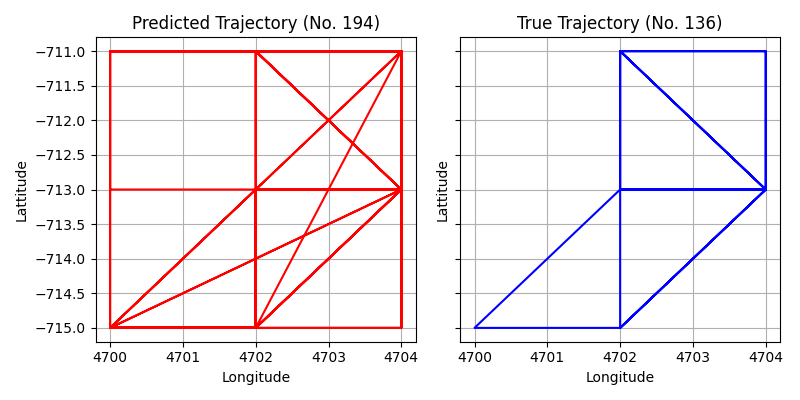 Predicted Trajectory (No. 194)
True Trajectory (No. 136)
−711.0
−711.5
−712.0
−712.5
−713.0
−713.5
−714.0
−714.5
−715.0
Lattitude
Lattitude
4700 4701 4702 4703 4704
4700 4701 4702 4703 4704
Longitude
Longitude